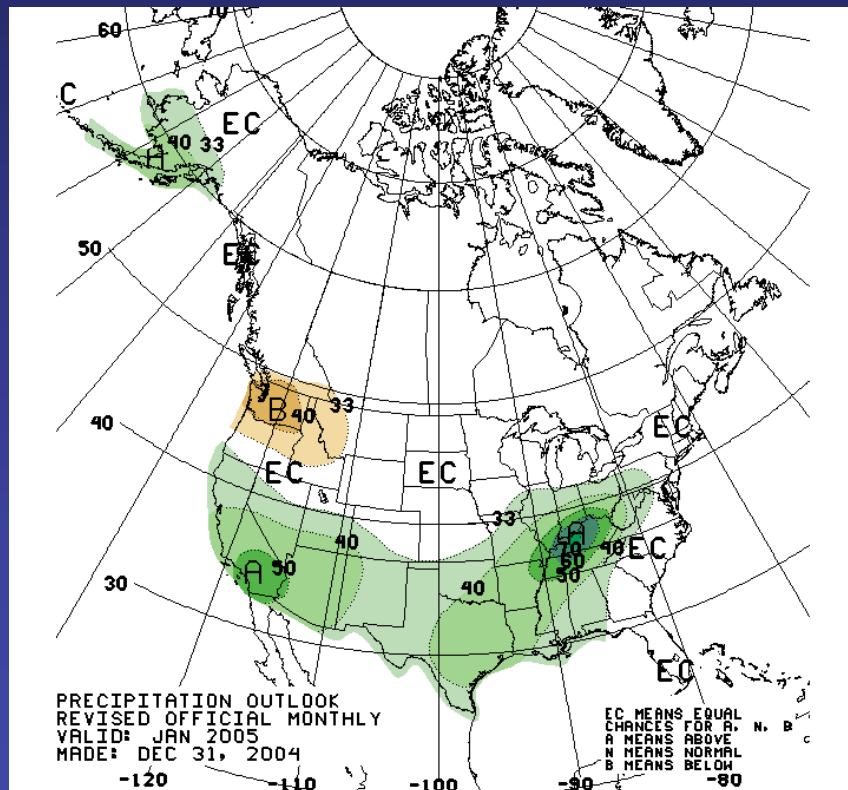 70
60
C
EC
40 33
A
50
EC
40
33
B 40
EC
EC
EC
33
A
70
40
EC
60
50
40
A 50
40
30
EC
PRECIPITATION OUTLOOK
REVISED OFFICIAL MONTHLY
VALID: JAN 2005
MADE: DEC 31, 2004
EC MEANS EQUAL
CHANCES FOR A, N, B
A MEANS ABOVE
N MEANS NORMAL
B MEANS BELOW
C
-120
-110
-100
-90
-80